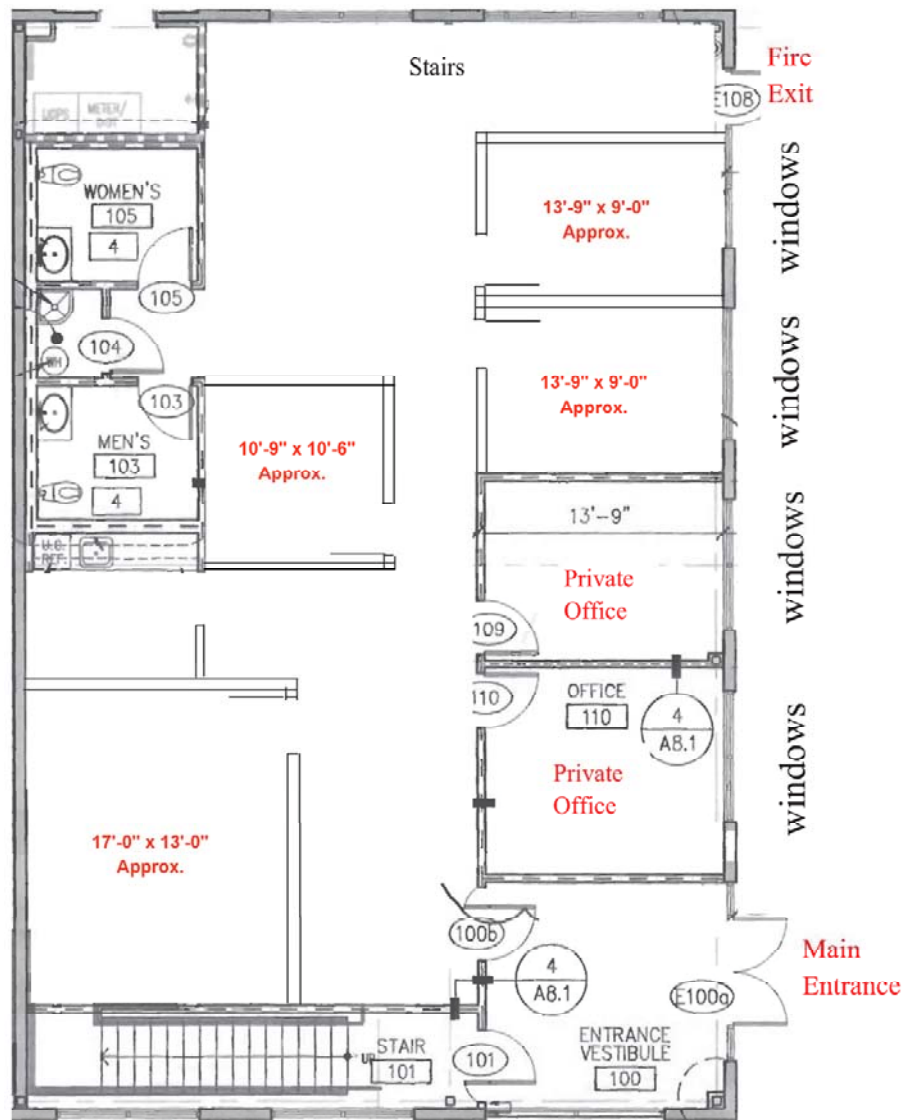 Stairs
Fire
Exit
E108
METER/
windows
WOMEN'S
105
4
13'-9" x 9'-0"
Approx.
105
104
WH
windows
103
13'-9" x 9'-0"
Approx.
MEN'S
103
4
10'-9" x 10'-6"
Approx.
13'-9"
windows
U.C.
REF.
Private
Office
109
110
OFFICE
110
4
A8.1
windows
Private
Office
17'-0" x 13'-0"
Approx.
100b
4
A8.1
Main
Entrance
E100a
UP
STAIR
101
101
ENTRANCE
VESTIBULE
100